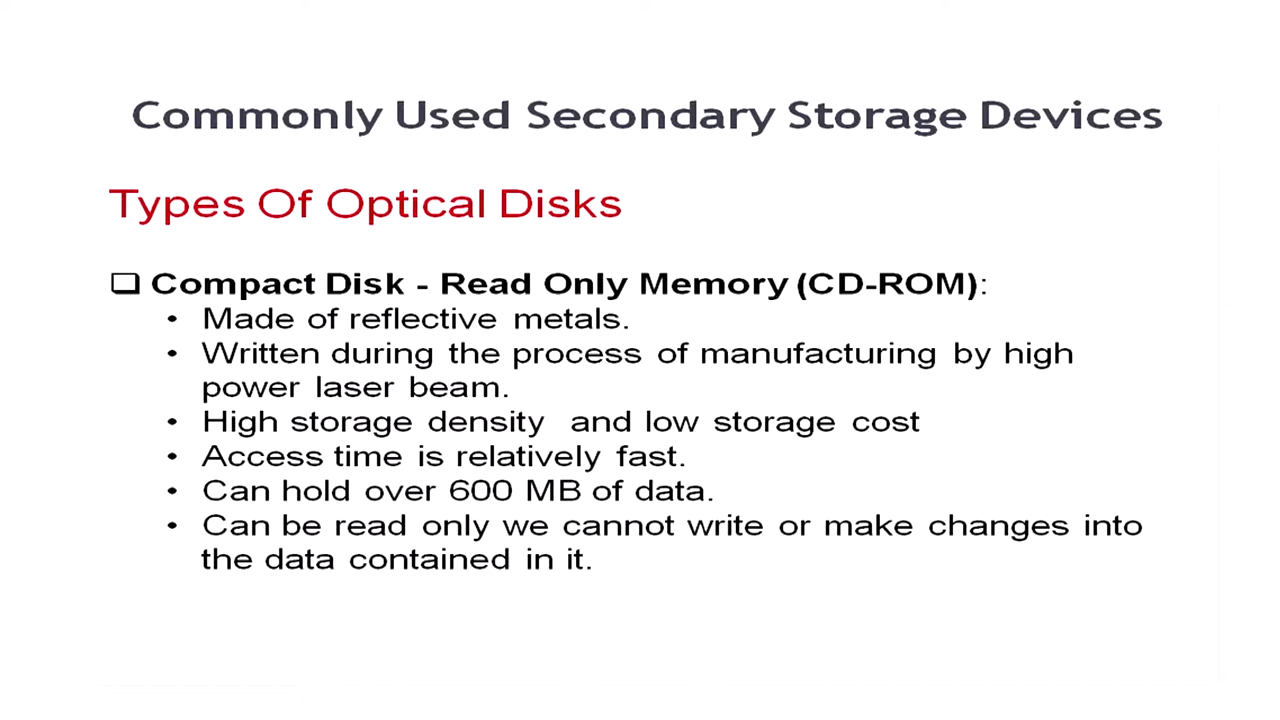 Commonly Used Secondary Storage Devices
Types Of Optical Disks
❑ Compact Disk - Read Only Memory (CD-ROM):
• Made of reflective metals.
• Written during the process of manufacturing by high
power laser beam.
• High storage density and low storage cost
• Access time is relatively fast.
• Can hold over 600 MB of data.
• Can be read only we cannot write or make changes into
the data contained in it.